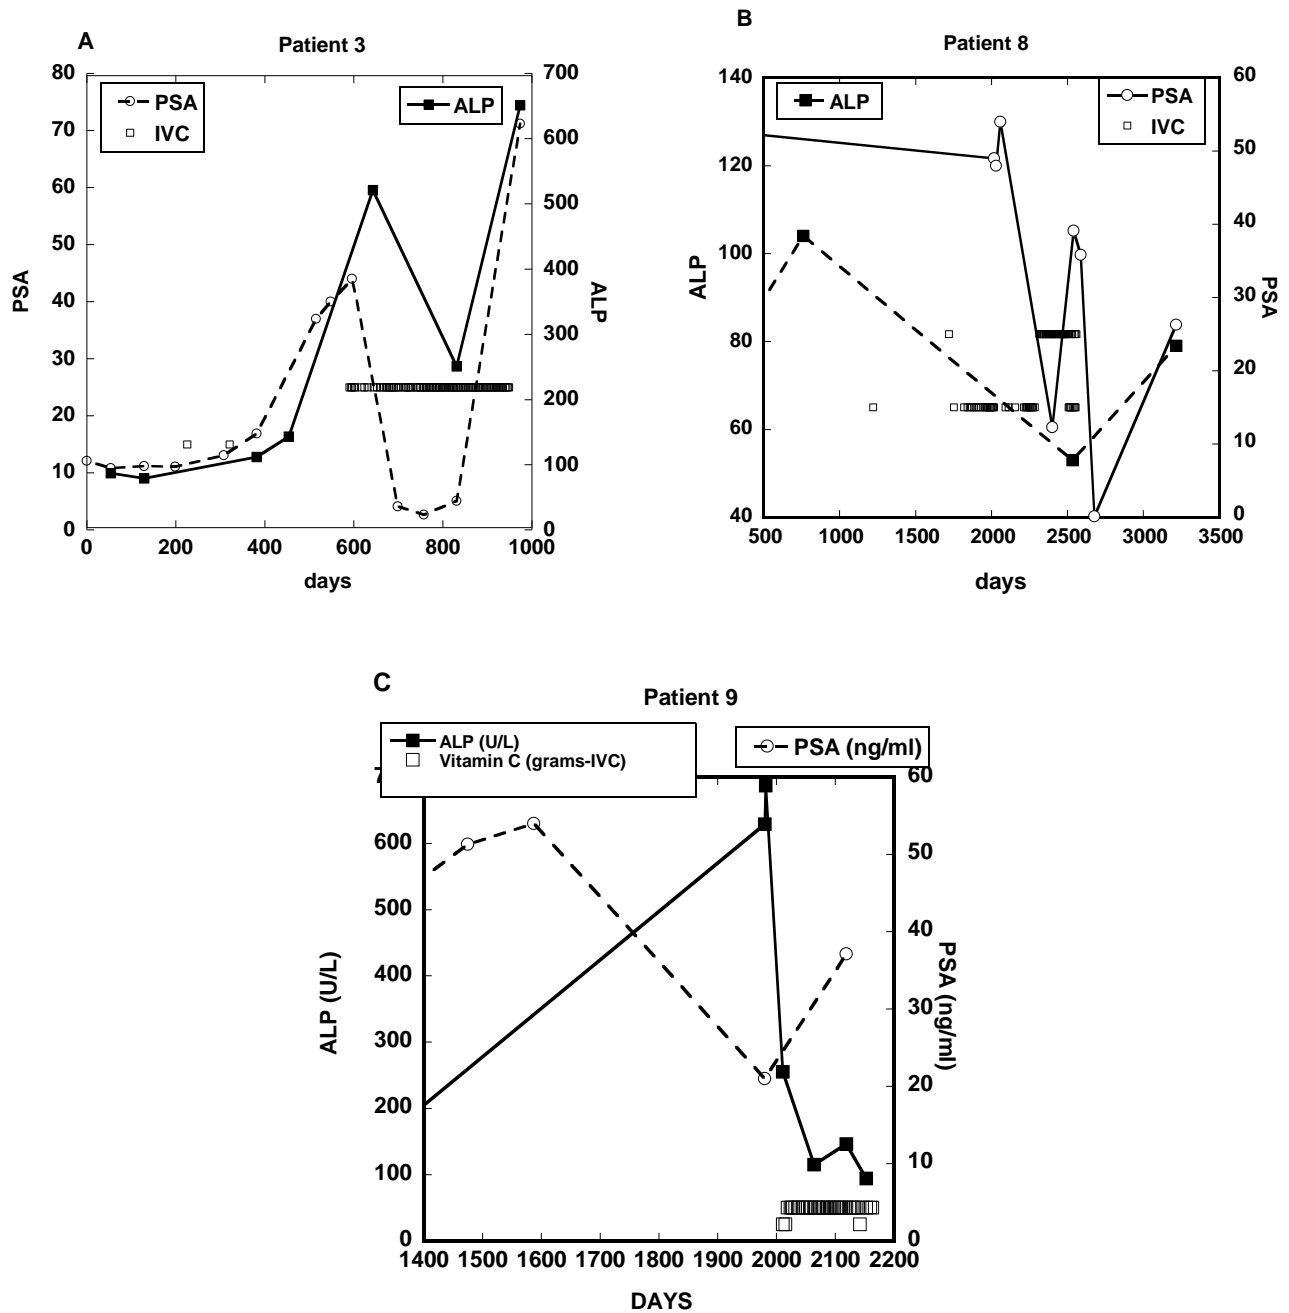 A
Patient 3
80
70
60
50
40
30
20
10
0
PSA
PSA
IVC
ALP
700
600
500
400
300
200
100
0
ALP
0 200 400 600 800 1000
days
B
Patient 8
140
120
100
80
60
40
ALP
ALP
PSA
IVC
60
50
40
30
20
10
0
PSA
500 1000 1500 2000 2500 3000 3500
days
C
Patient 9
ALP (U/L)
Vitamin C (grams-IVC)
PSA (ng/ml)
600
500
400
300
200
100
0
ALP (U/L)
60
50
40
30
20
10
0
PSA (ng/ml)
1400 1500 1600 1700 1800 1900 2000 2100 2200
DAYS